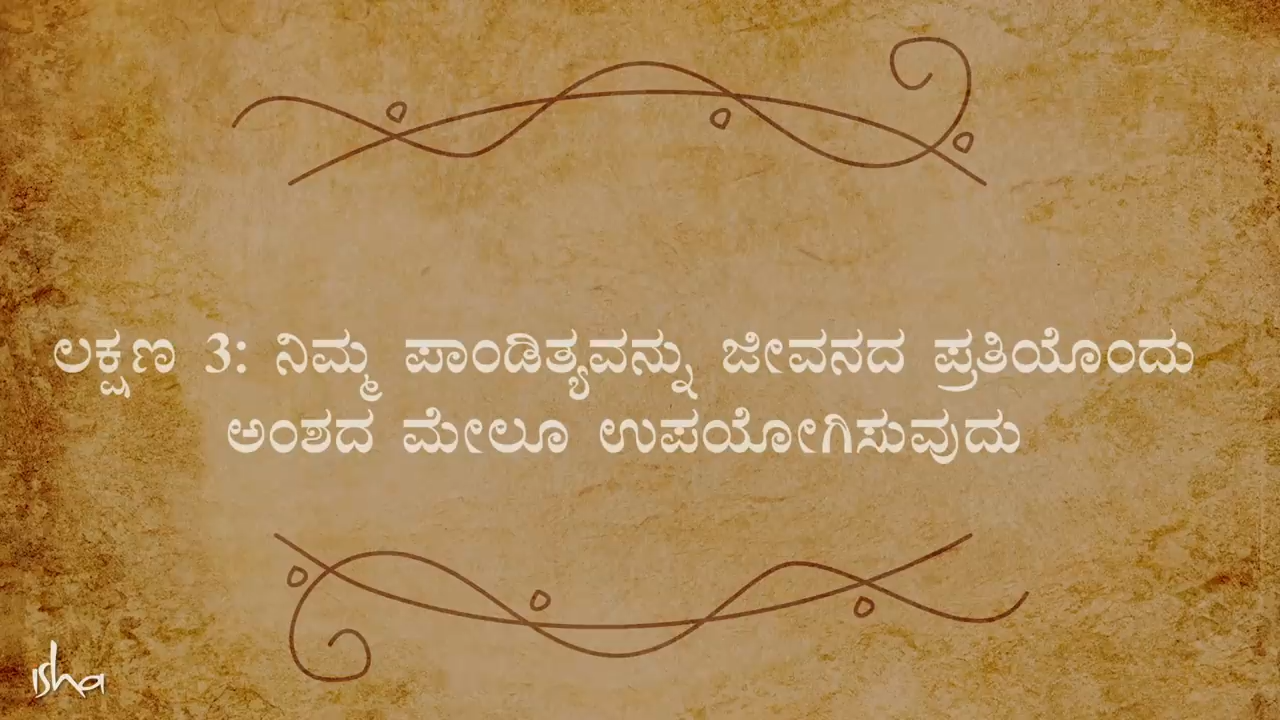 ಲಕ್ಷಣ 3: ನಿಮ್ಮ ಪಾಂಡಿತ್ಯವನ್ನು ಜೀವನದ ಪ್ರತಿಯೊಂದು
ಅಂಶದ ಮೇಲೂ ಉಪಯೋಗಿಸುವುದು
isha